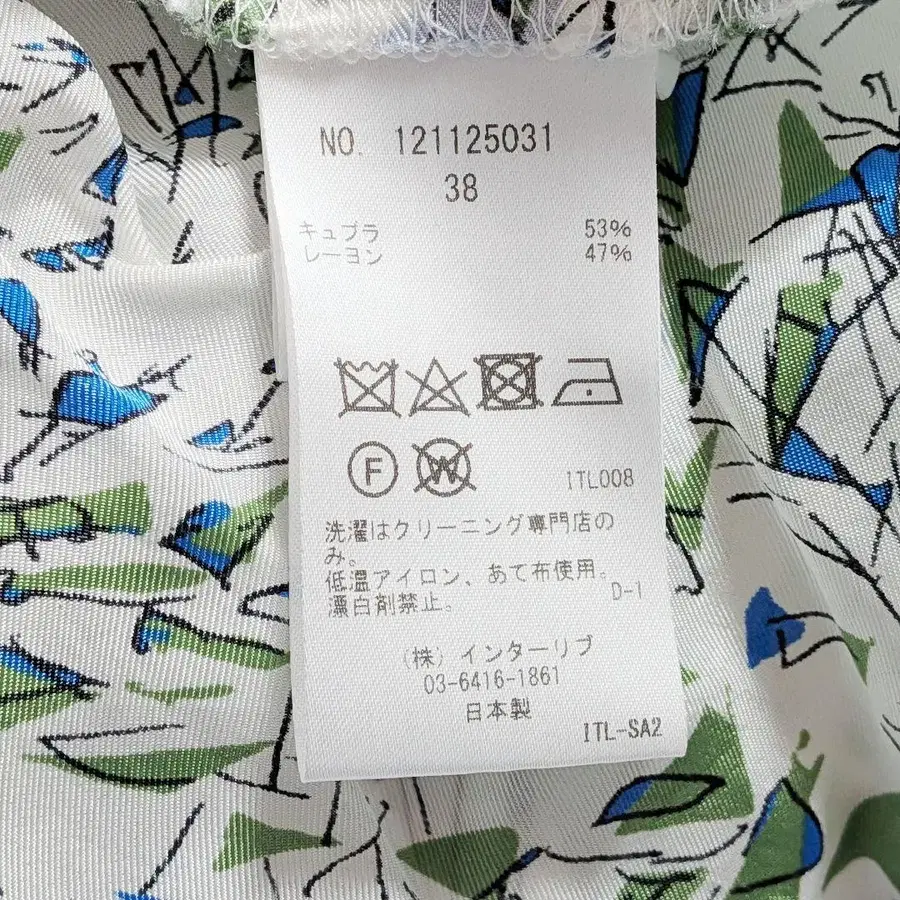 NO. 121125031
38
キュプラ 53%
レーヨン 47%
F W
ITL008
洗濯はクリーニング専門店の
み。
低温アイロン、あて布使用。
漂白剤禁止。 D-1
(株) インターリブ
03-6416-1861
日本製
ITL-SA2